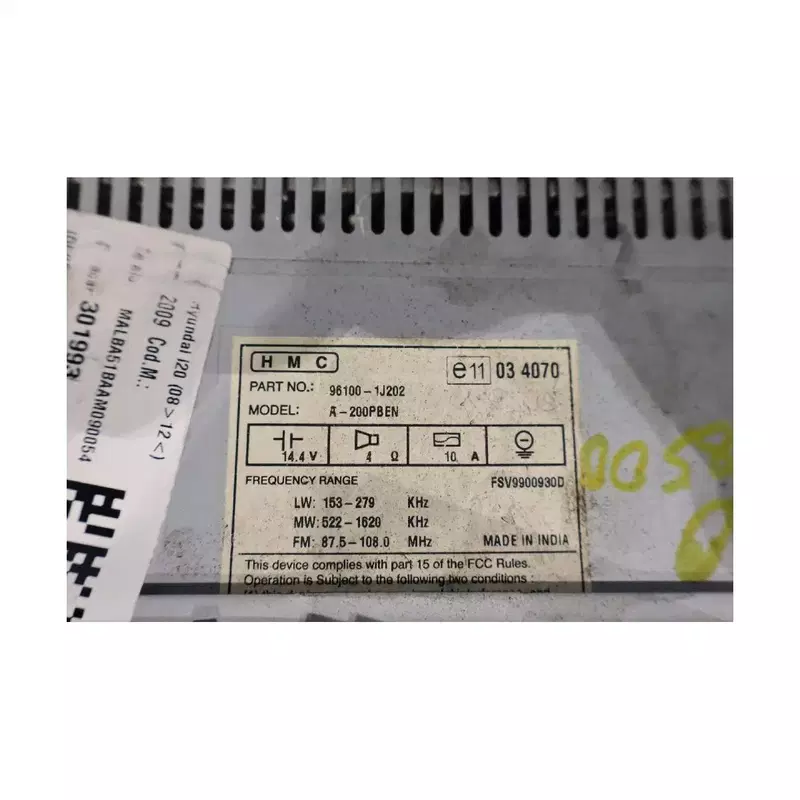 HMC
e11 03 4070
PART NO.: 96100-1J202
MODEL: A-200PBEN
14.4 V 4 Ω 10 A
FREQUENCY RANGE FSV9900930D
LW: 153-279 KHz
MW: 522-1620 KHz
FM: 87.5-108.0 MHz MADE IN INDIA
This device complies with part 15 of the FCC Rules.
Operation is Subject to the following two conditions :
Hyundai I20 (08>12<)
2009 Cod.M.:
MALBA51BAAM090054
301993